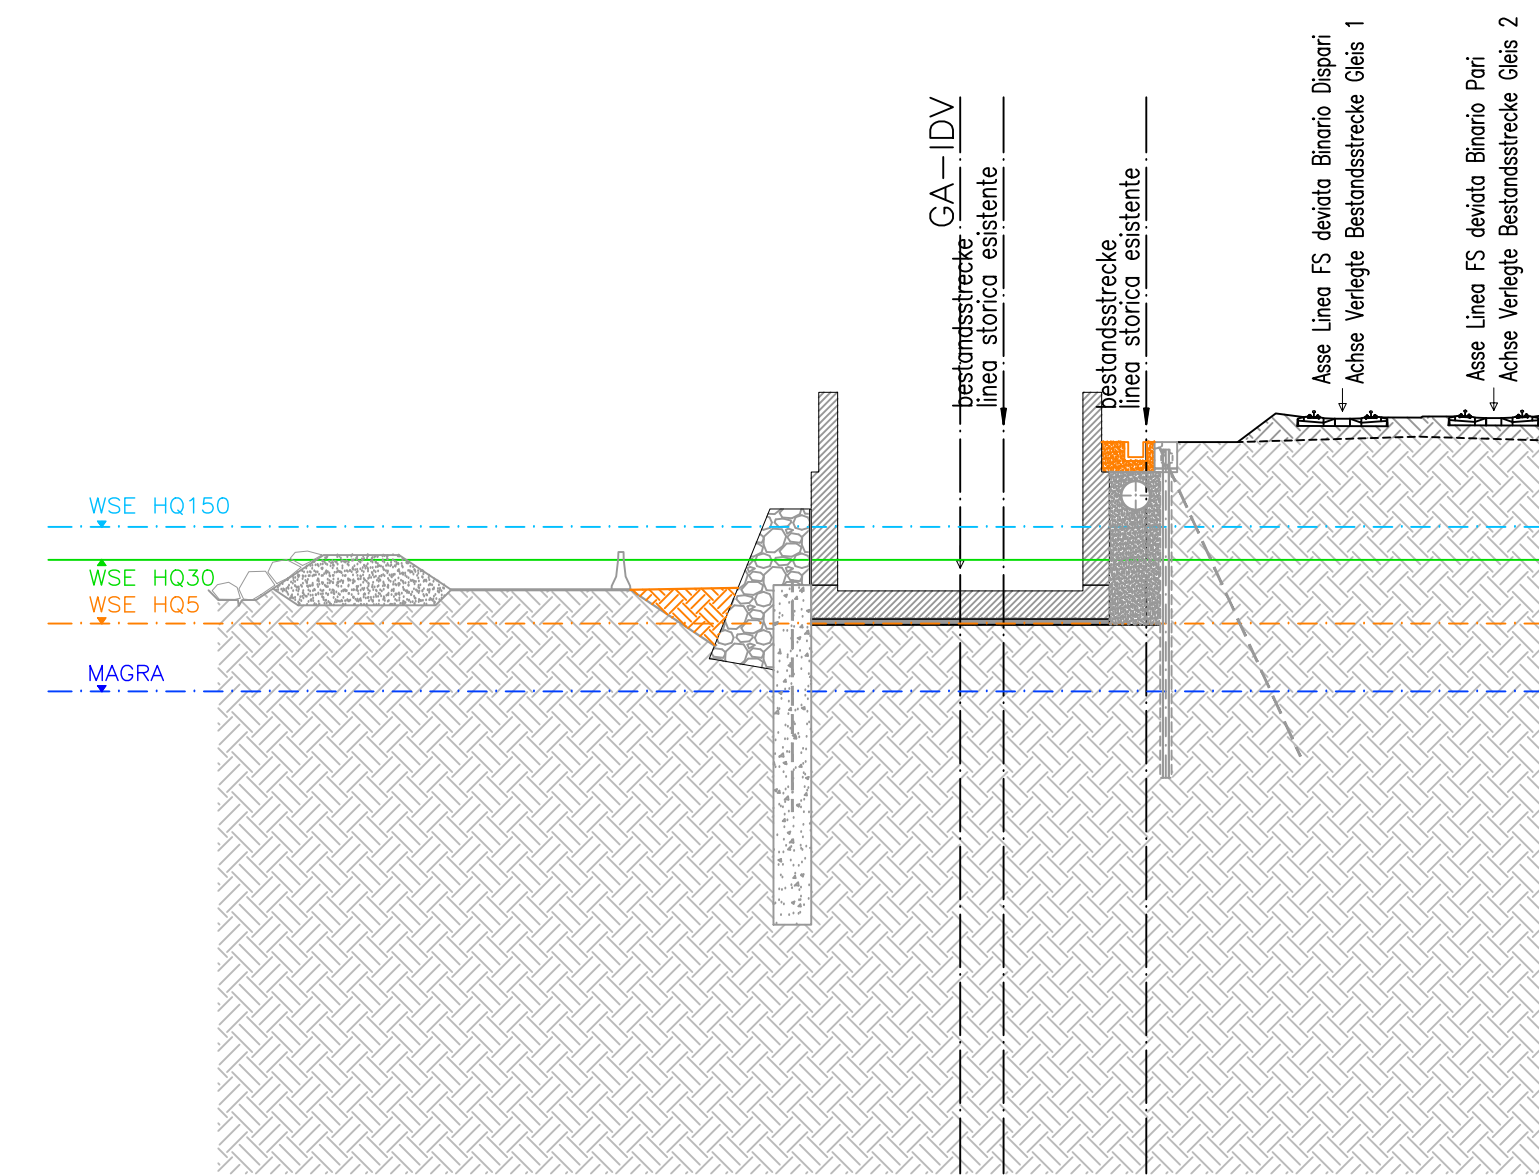 Asse Linea FS deviata Binario Dispari
Achse Verlegte Bestandsstrecke Gleis 1
Asse Linea FS deviata Binario Pari
Achse Verlegte Bestandsstrecke Gleis 2
GA-IDV
bestandsstrecke
linea storica esistente
bestandsstrecke
linea storica esistente
WSE HQ150
WSE HQ30
WSE HQ5
MAGRA